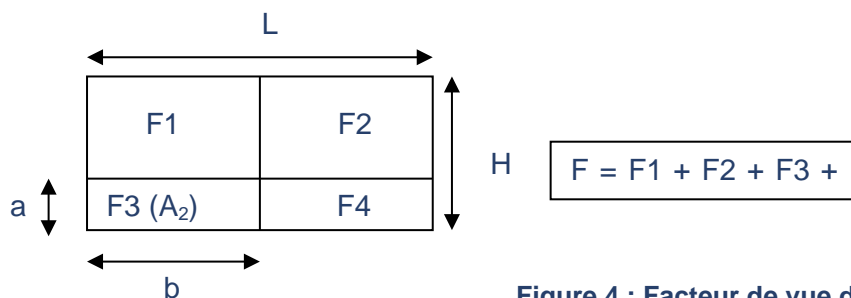 L
F1 F2
H
F = F1 + F2 + F3 +
a
F3 (A₂) F4
b
Figure 4 : Facteur de vue d